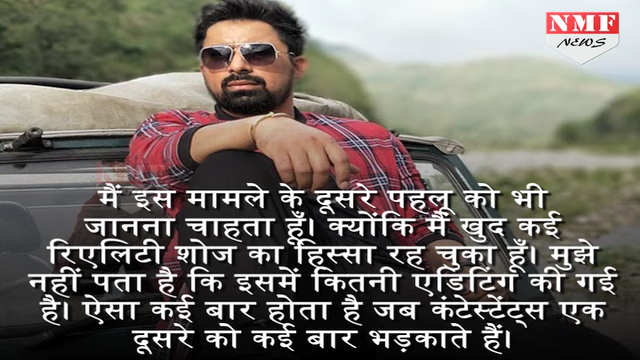 NMF
NEWS
मैं इस मामले के दूसरे पहलू को भी
जानना चाहता हूँ। क्योंकि मैं खुद कई
रिएलिटी शोज का हिस्सा रह चुका हूँ। मुझे
नहीं पता है कि इसमें कितनी एडिटिंग की गई
है। ऐसा कई बार होता है जब कंटेस्टेंट्स एक
दूसरे को कई बार भड़काते हैं।